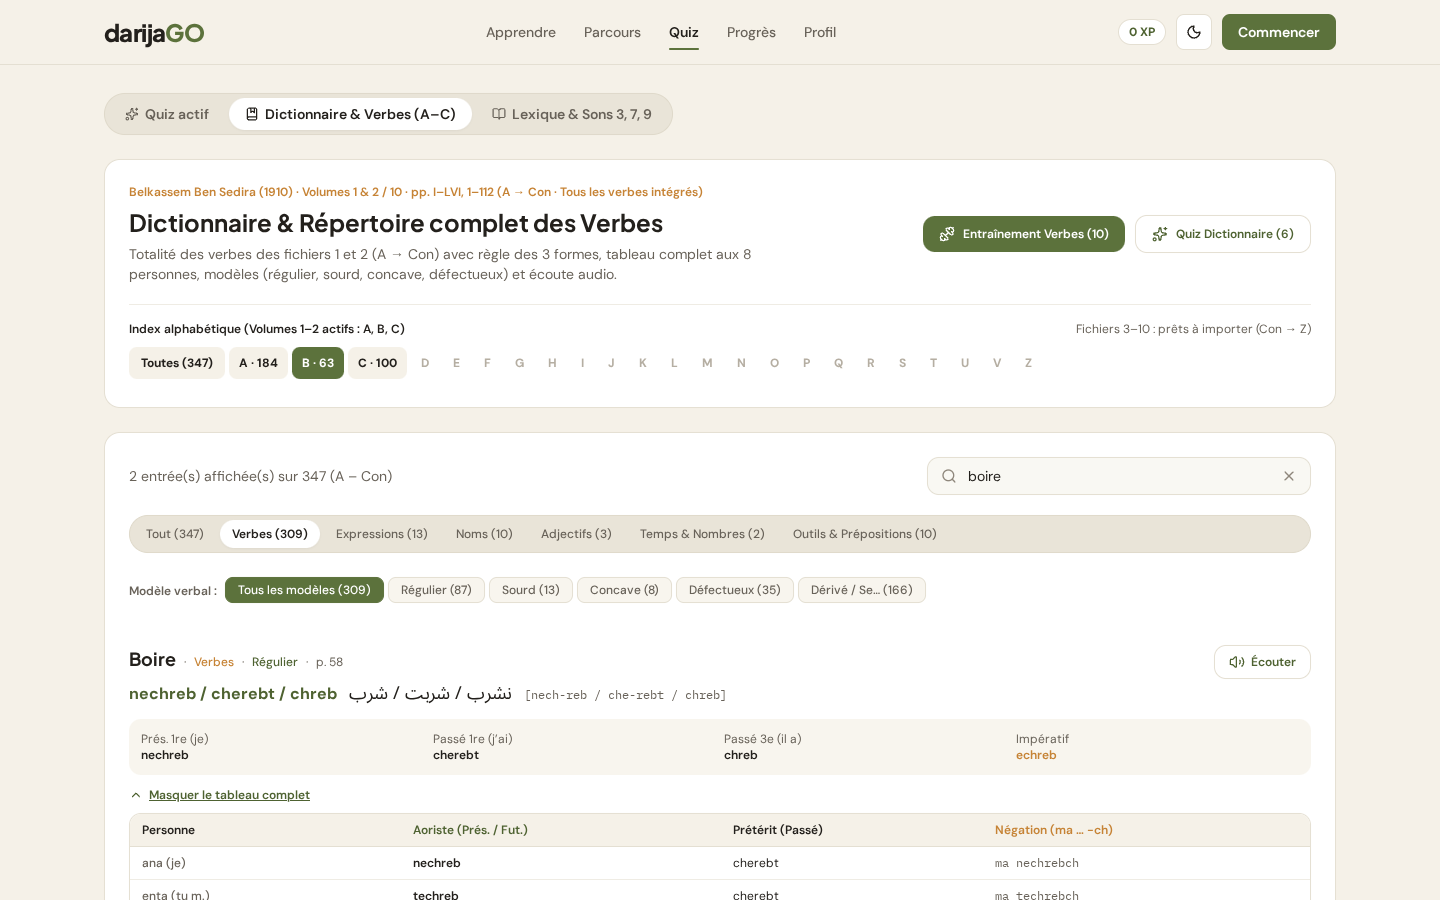 darijaGO
Apprendre Parcours Quiz Progrès Profil
0 XP
Commencer
Quiz actif
Dictionnaire & Verbes (A–C)
Lexique & Sons 3, 7, 9
Belkassem Ben Sedira (1910) · Volumes 1 & 2 / 10 · pp. I–LVI, 1–112 (A → Con · Tous les verbes intégrés)
Dictionnaire & Répertoire complet des Verbes
Totalité des verbes des fichiers 1 et 2 (A → Con) avec règle des 3 formes, tableau complet aux 8
personnes, modèles (régulier, sourd, concave, défectueux) et écoute audio.
Entraînement Verbes (10)
Quiz Dictionnaire (6)
Index alphabétique (Volumes 1–2 actifs : A, B, C)
Fichiers 3–10 : prêts à importer (Con → Z)
Toutes (347) A · 184 B · 63 C · 100 D E F G H I J K L M N O P Q R S T U V Z
2 entrée(s) affichée(s) sur 347 (A – Con)
boire
Tout (347) Verbes (309) Expressions (13) Noms (10) Adjectifs (3) Temps & Nombres (2) Outils & Prépositions (10)
Modèle verbal : Tous les modèles (309) Régulier (87) Sourd (13) Concave (8) Défectueux (35) Dérivé / Se… (166)
Boire · Verbes · Régulier · p. 58
Écouter
nechreb / cherebt / chreb نشرب / شربت / شرب [nech-reb / che-rebt / chreb]
Prés. 1re (je) Passé 1re (j’ai) Passé 3e (il a) Impératif
nechreb cherebt chreb echreb
Masquer le tableau complet
Personne Aoriste (Prés. / Fut.) Prétérit (Passé) Négation (ma … -ch)
ana (je) nechreb cherebt ma nechrebch
enta (tu m.) techreb cherebt ma techrebch